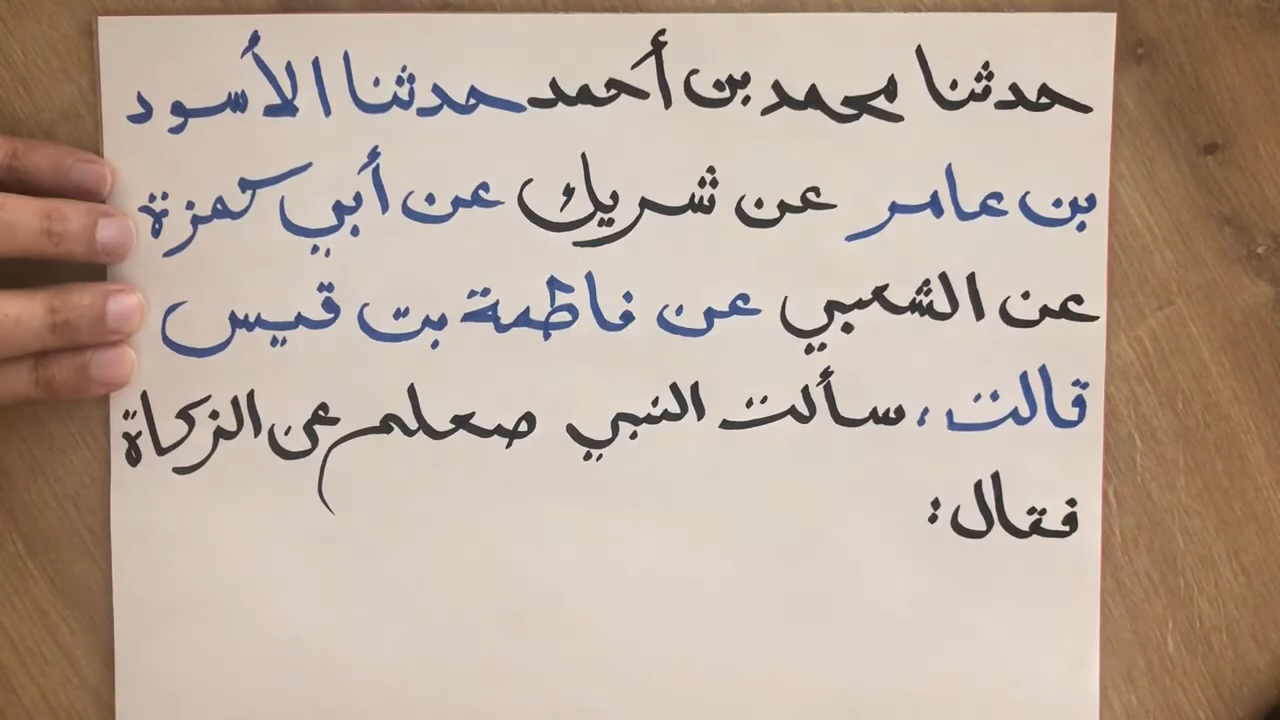 حدثنا محمد بن أحمد حدثنا الأسود
بن عامر عن شريك عن أبي حمزة
عن الشعبي عن فاطمة بت قيس
قالت، سألت النبي صعلم عن الزكاة
فقال: